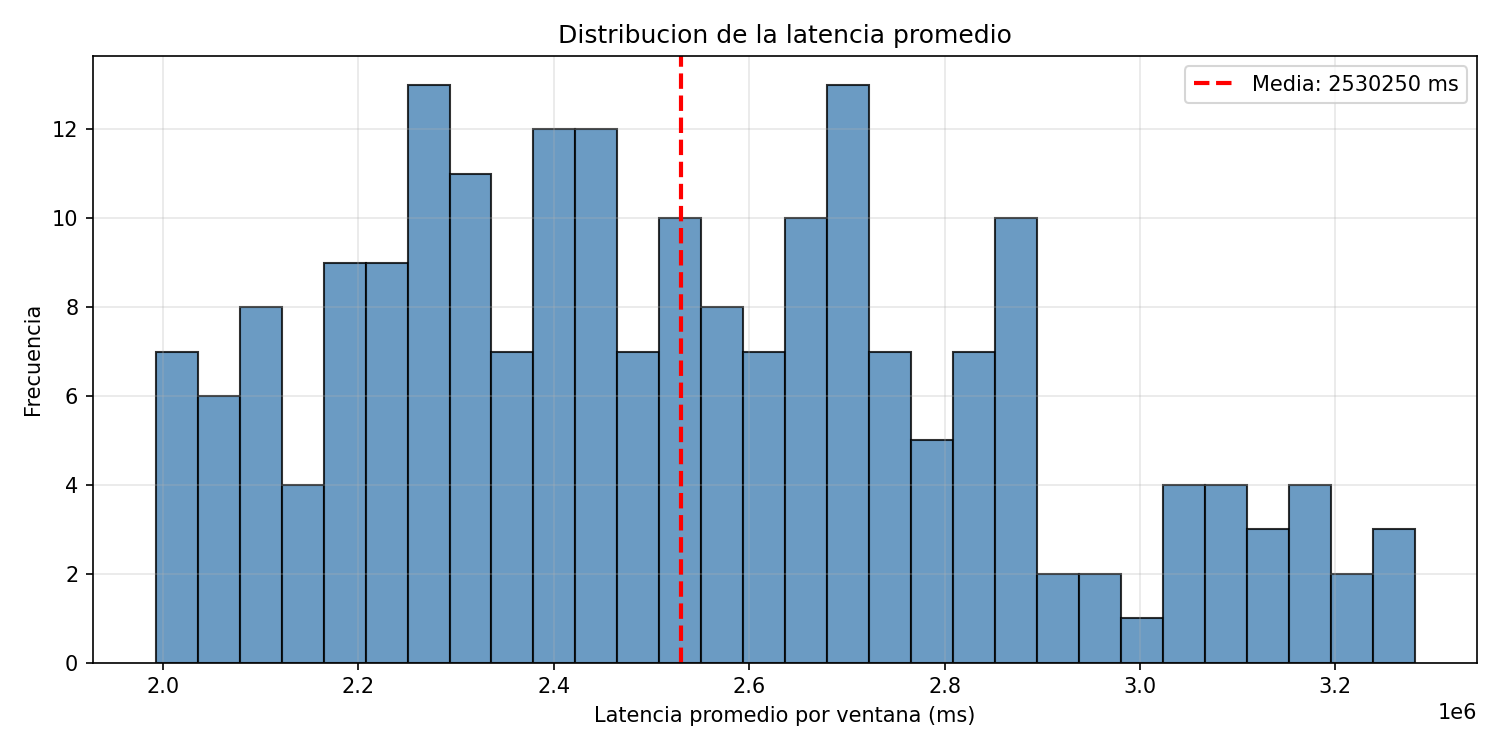 Distribucion de la latencia promedio
Media: 2530250 ms
Frecuencia
12
10
8
6
4
2
0
2.0 2.2 2.4 2.6 2.8 3.0 3.2
1e6
Latencia promedio por ventana (ms)